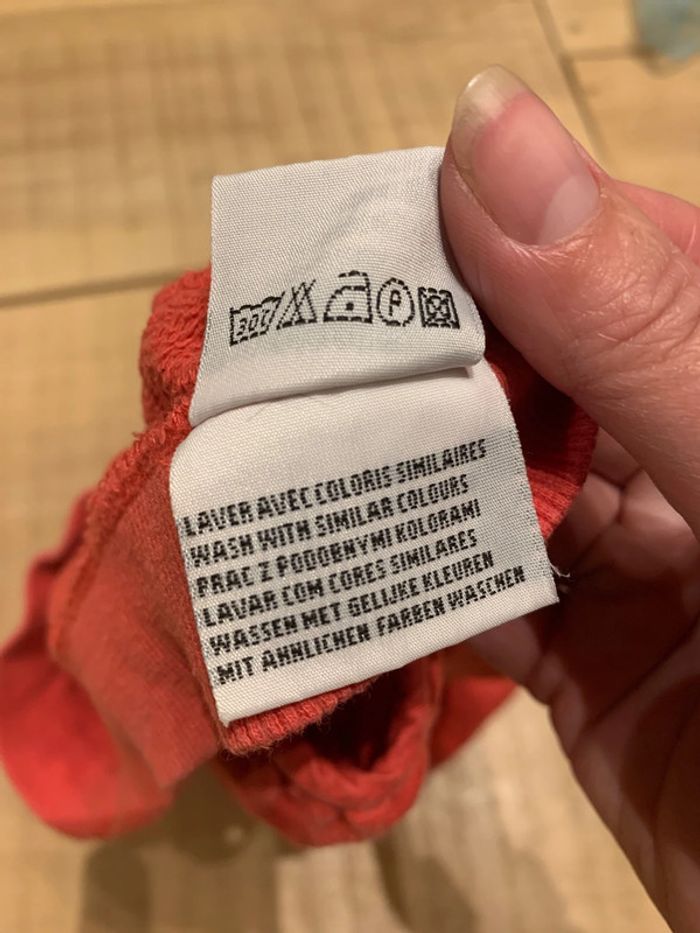 30C P
LAVER AVEC COLORIS SIMILAIRES
WASH WITH SIMILAR COLOURS
PRAC Z PODOBNYMI KOLORAMI
LAVAR COM CORES SIMILARES
WASSEN MET GELIJKE KLEUREN
MIT AHNLICHEN FARBEN WASCHEN